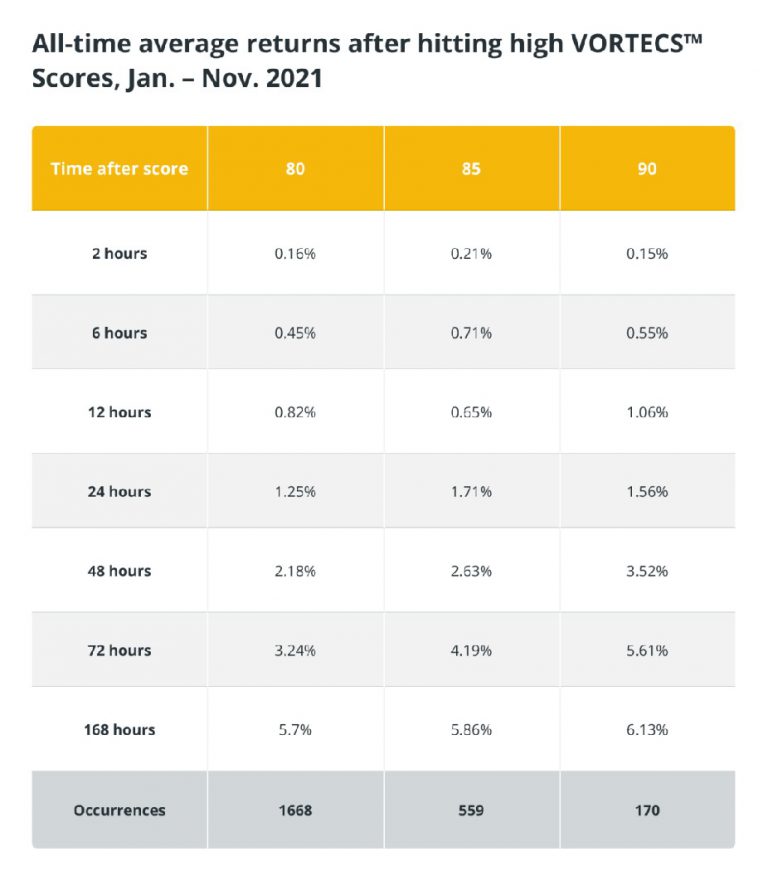 All-time average returns after hitting high VORTECS™
Scores, Jan. – Nov. 2021
Time after score 80 85 90
2 hours 0.16% 0.21% 0.15%
6 hours 0.45% 0.71% 0.55%
12 hours 0.82% 0.65% 1.06%
24 hours 1.25% 1.71% 1.56%
48 hours 2.18% 2.63% 3.52%
72 hours 3.24% 4.19% 5.61%
168 hours 5.7% 5.86% 6.13%
Occurrences 1668 559 170